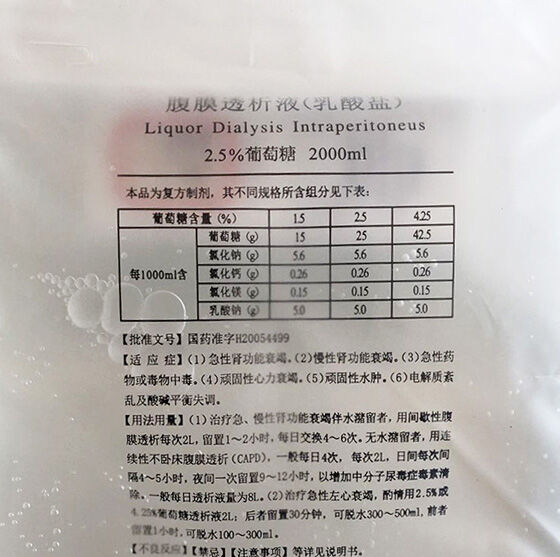 腹膜透析液(乳酸盐)
Liquor Dialysis Intraperitoneus
2.5%葡萄糖 2000ml
本品为复方制剂，其不同规格所含组分见下表：
葡萄糖含量 (%) 1.5 2.5 4.25
每1000ml含 葡萄糖 (g) 15 25 42.5
氯化钠 (g) 5.6 5.6 5.6
氯化钙 (g) 0.26 0.26 0.26
氯化镁 (g) 0.15 0.15 0.15
乳酸钠 (g) 5.0 5.0 5.0
【批准文号】国药准字H20054499
【适 应 症】(1)急性肾功能衰竭。(2)慢性肾功能衰竭。(3)急性药
物或毒物中毒。(4)顽固性心力衰竭。(5)顽固性水肿。(6)电解质紊
乱及酸碱平衡失调。
【用法用量】(1)治疗急、慢性肾功能衰竭伴水潴留者，用间歇性腹
膜透析每次2L，留置1～2小时，每日交换4～6次。无水潴留者，用连
续性不卧床腹膜透析(CAPD)，一般每日4次，每次2L，日间每次间
隔4～5小时，夜间一次留置9～12小时，以增加中分子尿毒症毒素清
除。一般每日透析液量为8L。(2)治疗急性左心衰竭，酌情用2.5%或
4.25%葡萄糖透析液2L；后者留置30分钟，可脱水300～500ml，前者
留置1小时，可脱水100～300ml。
【不良反应】【禁忌】【注意事项】等详见说明书。